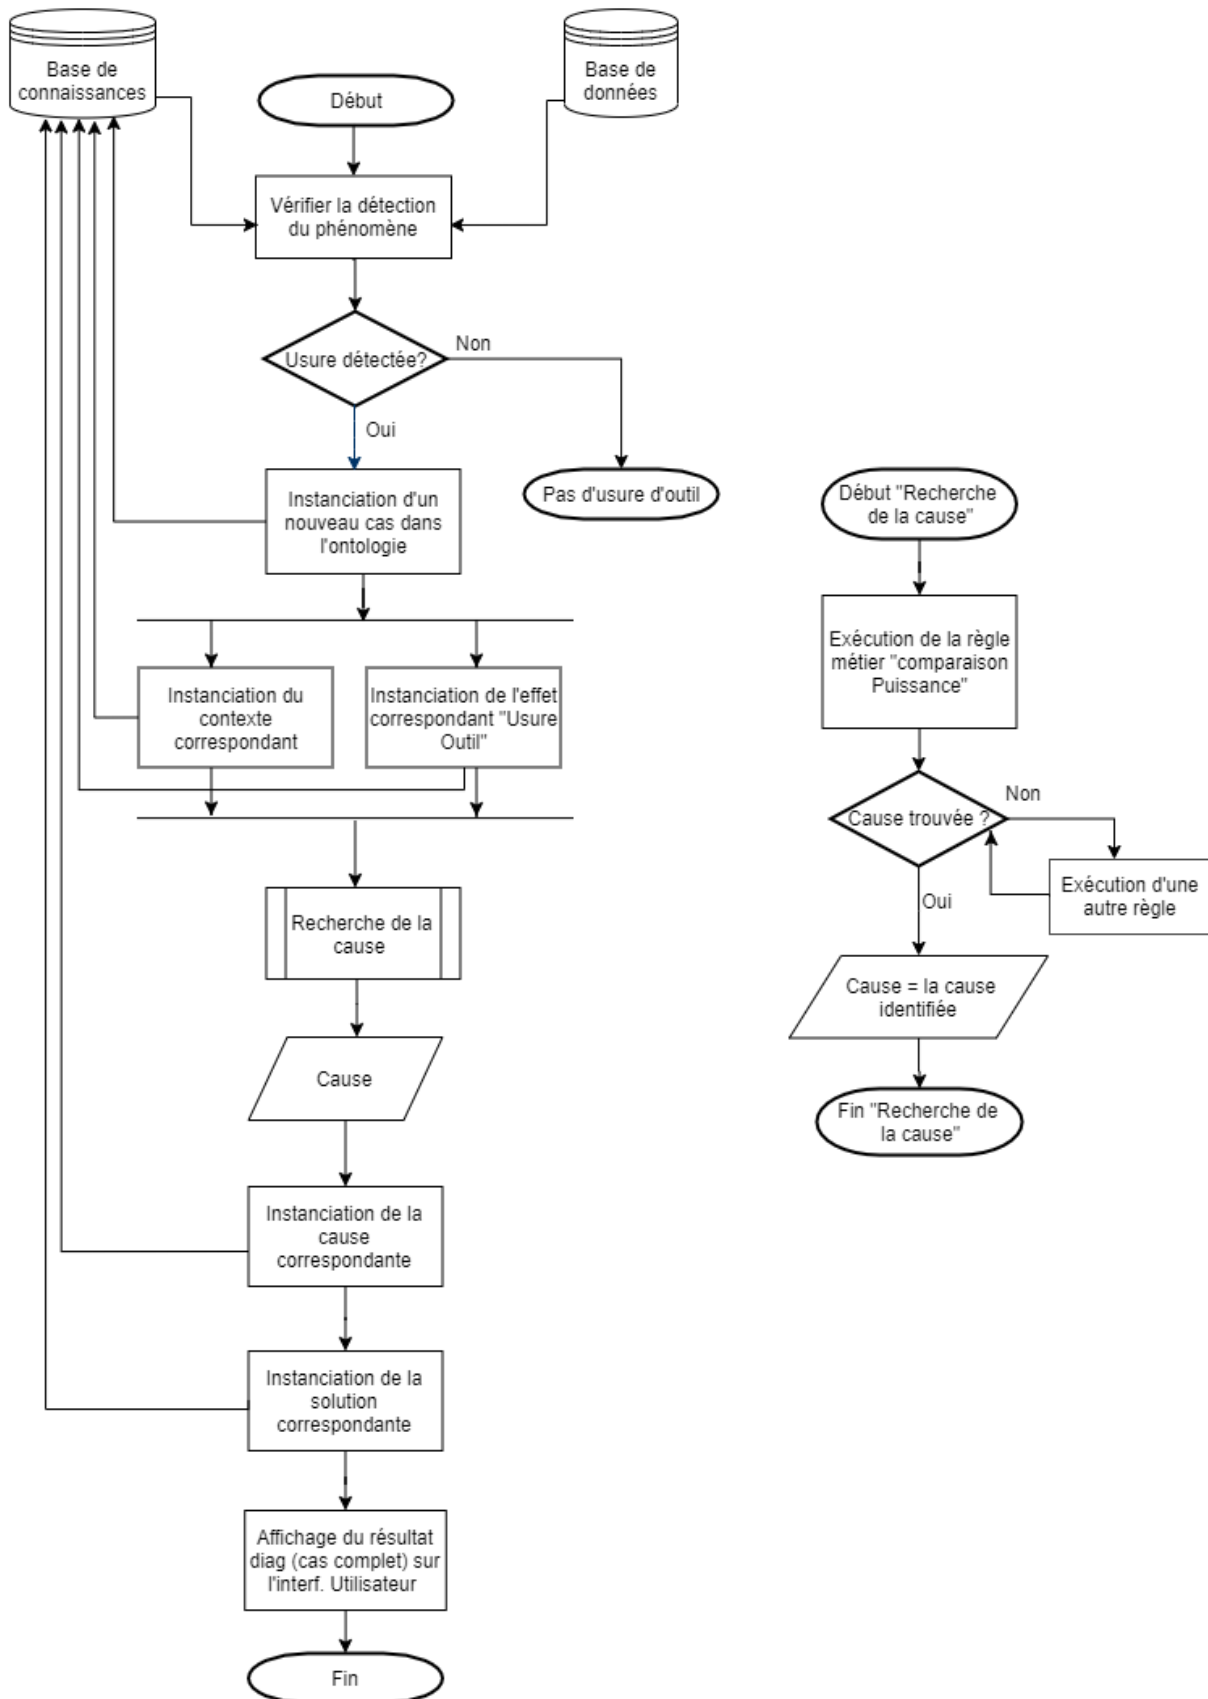 Base de
connaissances
Base de
données
Début
Vérifier la détection
du phénomène
Usure détectée?
Non
Oui
Pas d'usure d'outil
Instanciation d'un
nouveau cas dans
l'ontologie
Instanciation du
contexte
correspondant
Instanciation de l'effet
correspondant "Usure
Outil"
Recherche de la
cause
Cause
Instanciation de la
cause
correspondante
Instanciation de la
solution
correspondante
Affichage du résultat
diag (cas complet) sur
l'interf. Utilisateur
Fin
Début "Recherche
de la cause"
Exécution de la règle
métier "comparaison
Puissance"
Cause trouvée ?
Non
Exécution d'une
autre règle
Oui
Cause = la cause
identifiée
Fin "Recherche de
la cause"